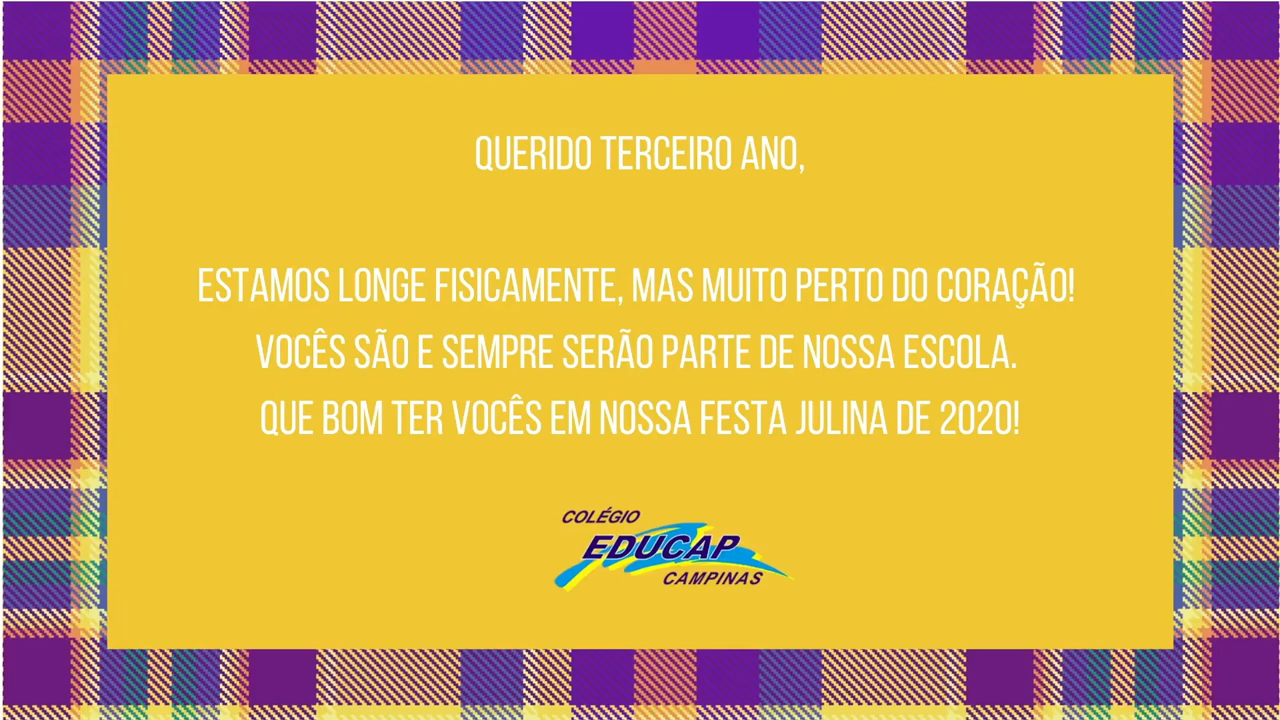 QUERIDO TERCEIRO ANO,
ESTAMOS LONGE FISICAMENTE, MAS MUITO PERTO DO CORAÇÃO!
VOCÊS SÃO E SEMPRE SERÃO PARTE DE NOSSA ESCOLA.
QUE BOM TER VOCÊS EM NOSSA FESTA JULINA DE 2020!
COLÉGIO
EDUCAP
CAMPINAS